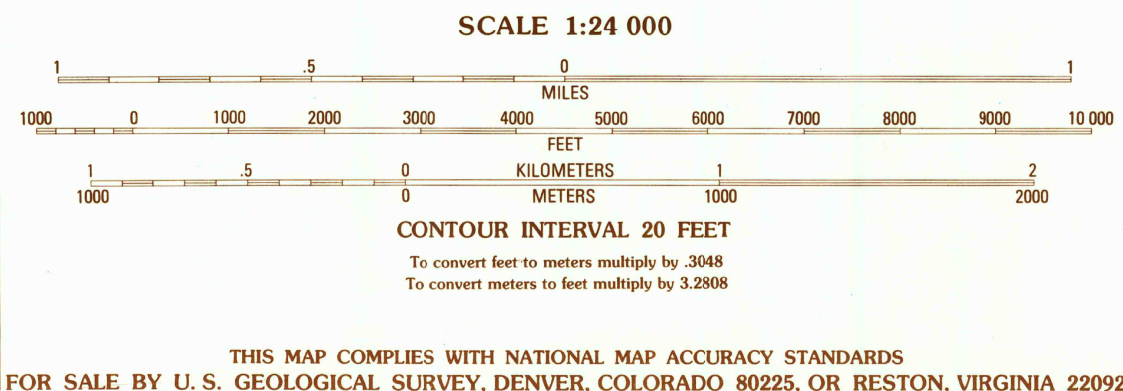 SCALE 1:24 000
1 .5 0 1
MILES
1000 0 1000 2000 3000 4000 5000 6000 7000 8000 9000 10 000
FEET
1 .5 0 KILOMETERS 1 2
1000 0 METERS 1000 2000
CONTOUR INTERVAL 20 FEET
To convert feet to meters multiply by .3048
To convert meters to feet multiply by 3.2808
THIS MAP COMPLIES WITH NATIONAL MAP ACCURACY STANDARDS
FOR SALE BY U. S. GEOLOGICAL SURVEY, DENVER, COLORADO 80225, OR RESTON, VIRGINIA 22092